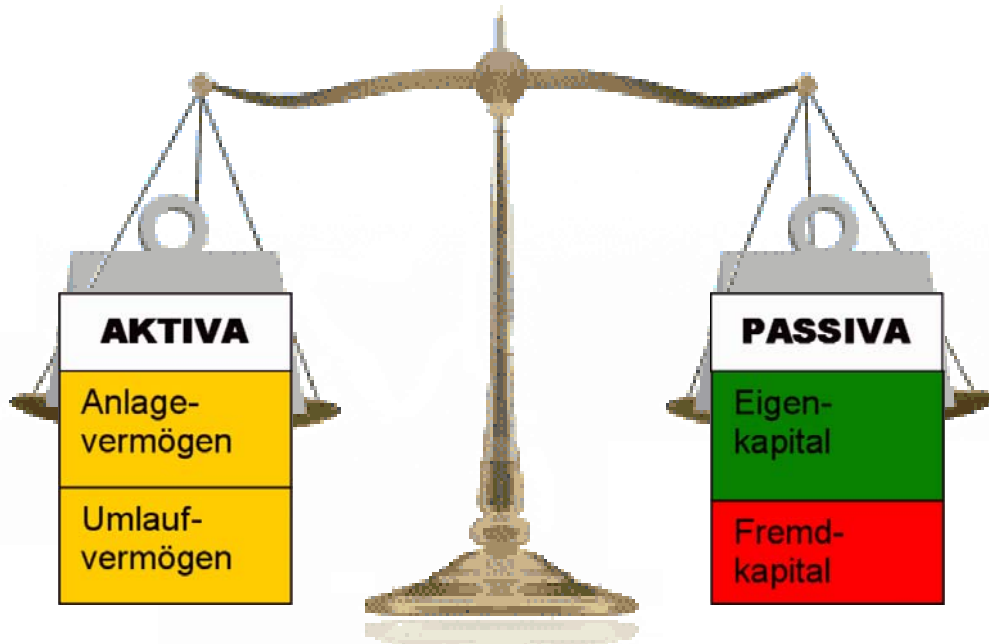 AKTIVA
Anlage-
vermögen
Umlauf-
vermögen
PASSIVA
Eigen-
kapital
Fremd-
kapital